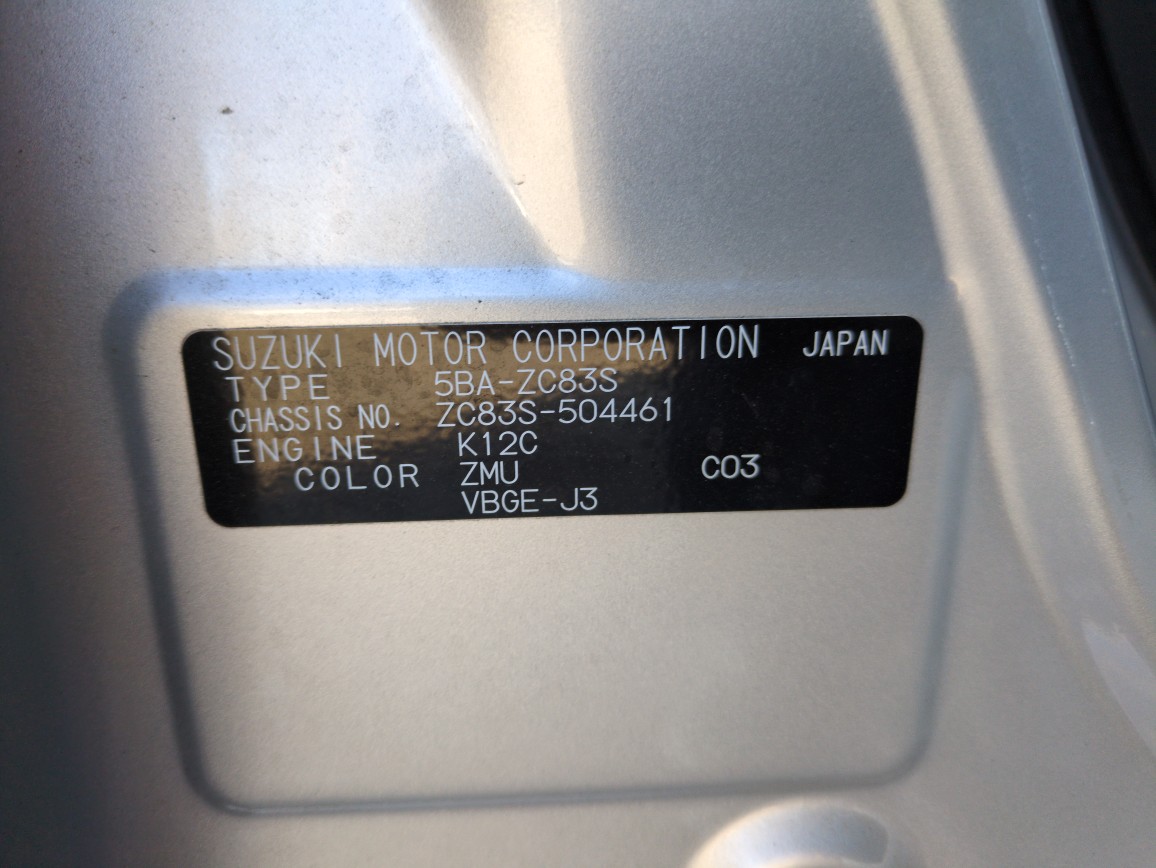 SUZUKI MOTOR CORPORATION JAPAN
TYPE 5BA-ZC83S
CHASSIS NO. ZC83S-504461
ENGINE K12C
COLOR ZMU C03
VBGE-J3